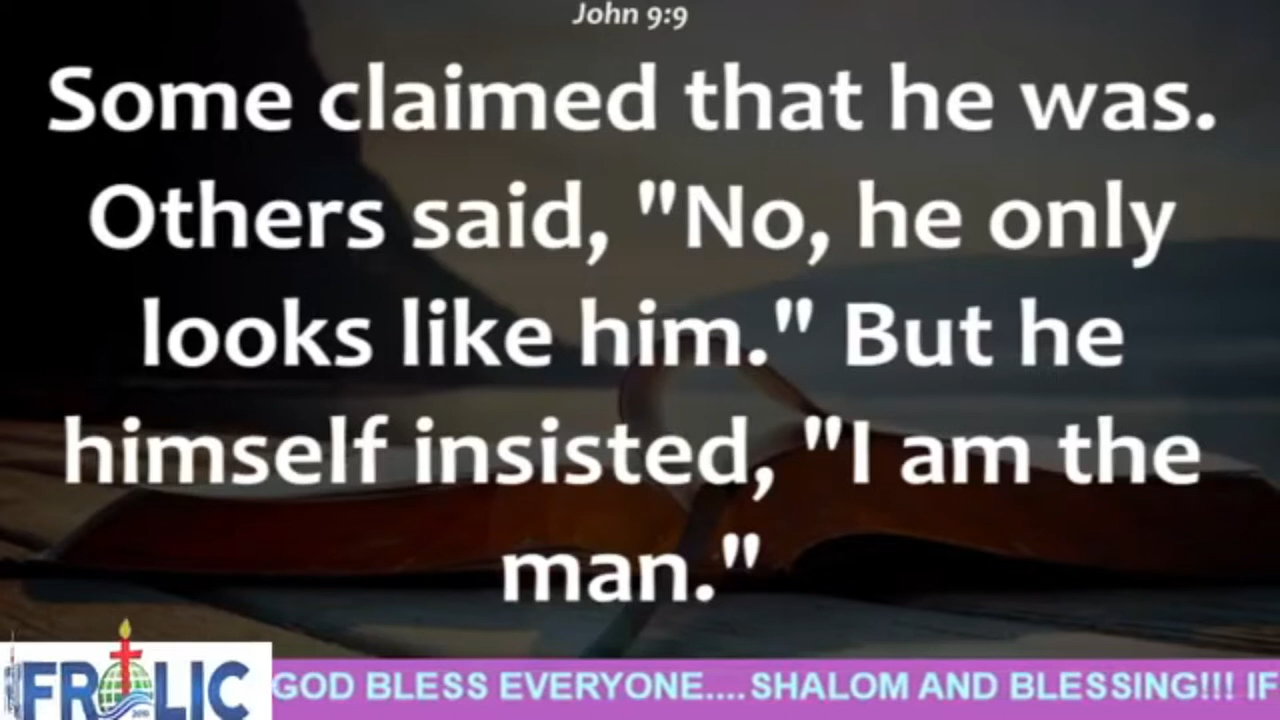 John 9:9
Some claimed that he was.
Others said, "No, he only
looks like him." But he
himself insisted, "I am the
man."
FROLIC
2010
GOD BLESS EVERYONE.... SHALOM AND BLESSING!!! IF